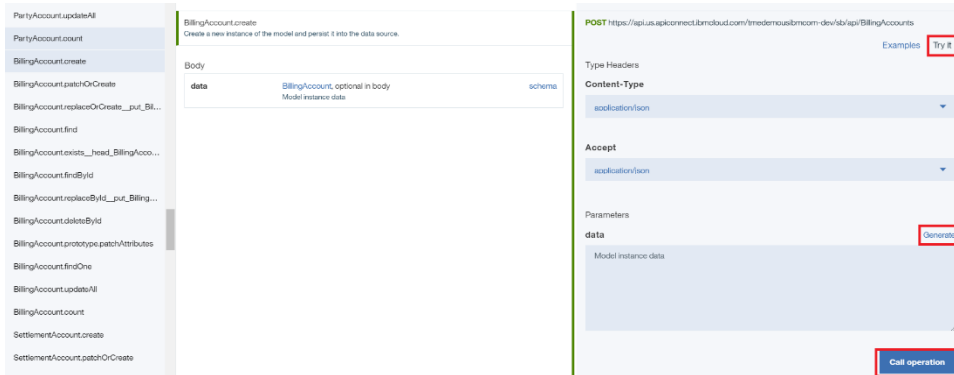 PartyAccount.updateAll
PartyAccount.count
BillingAccount.create
BillingAccount.patchOrCreate
BillingAccount.replaceOrCreate__put_Bil...
BillingAccount.find
BillingAccount.exists__head_BillingAcco...
BillingAccount.findById
BillingAccount.replaceById__put_Billing...
BillingAccount.deleteById
BillingAccount.prototype.patchAttributes
BillingAccount.findOne
BillingAccount.updateAll
BillingAccount.count
SettlementAccount.create
SettlementAccount.patchOrCreate
BillingAccount.create
Create a new instance of the model and persist it into the data source.
Body
data BillingAccount, optional in body schema
Model instance data
POST https://api.us.apiconnect.ibmcloud.com/tmedemousibmcom-dev/sb/api/BillingAccounts
Examples Try it
Type Headers
Content-Type
application/json
Accept
application/json
Parameters
data Generate
Model instance data
Call operation